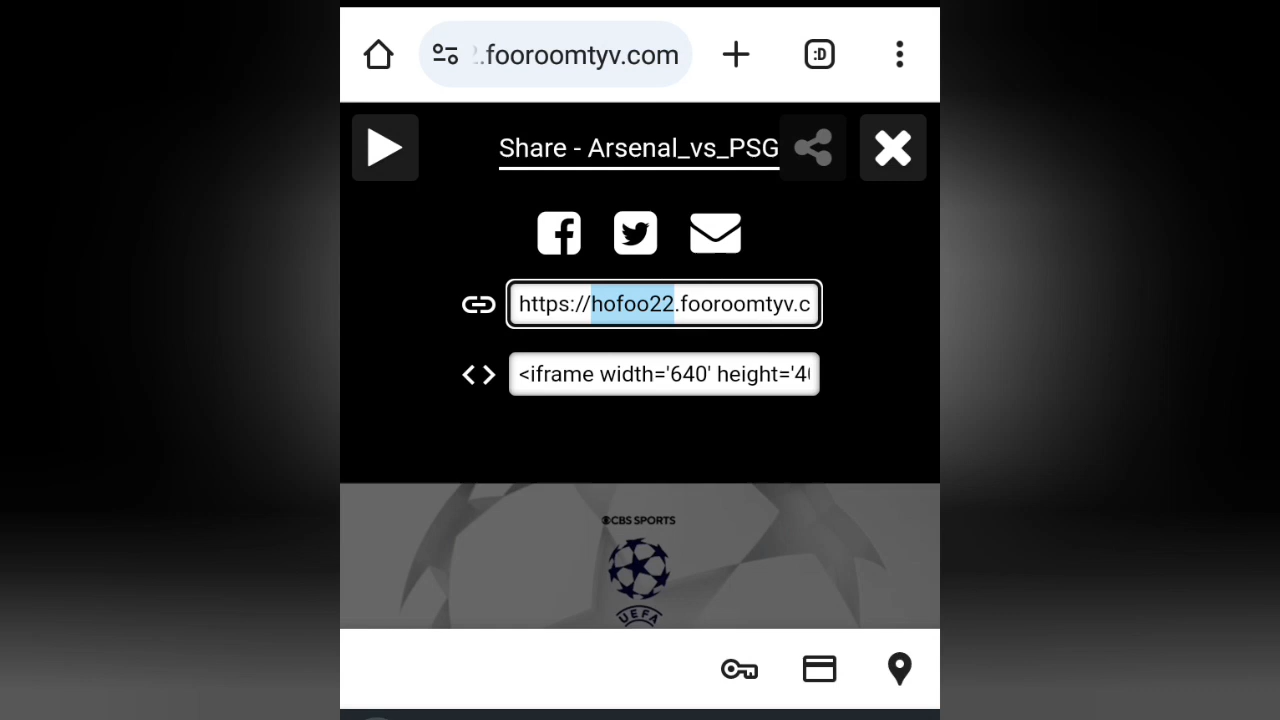 .fooroomtyv.com
:D
Share - Arsenal_vs_PSG
https://hofoo22.fooroomtyv.c
<iframe width='640' height='4
CBS SPORTS
UEFA